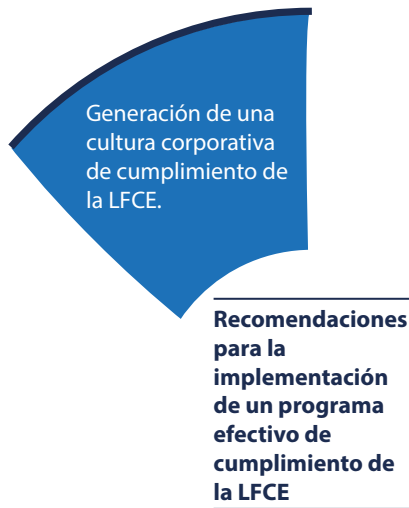 Generación de una
cultura corporativa
de cumplimiento de
la LFCE.
Recomendaciones
para la
implementación
de un programa
efectivo de
cumplimiento de
la LFCE